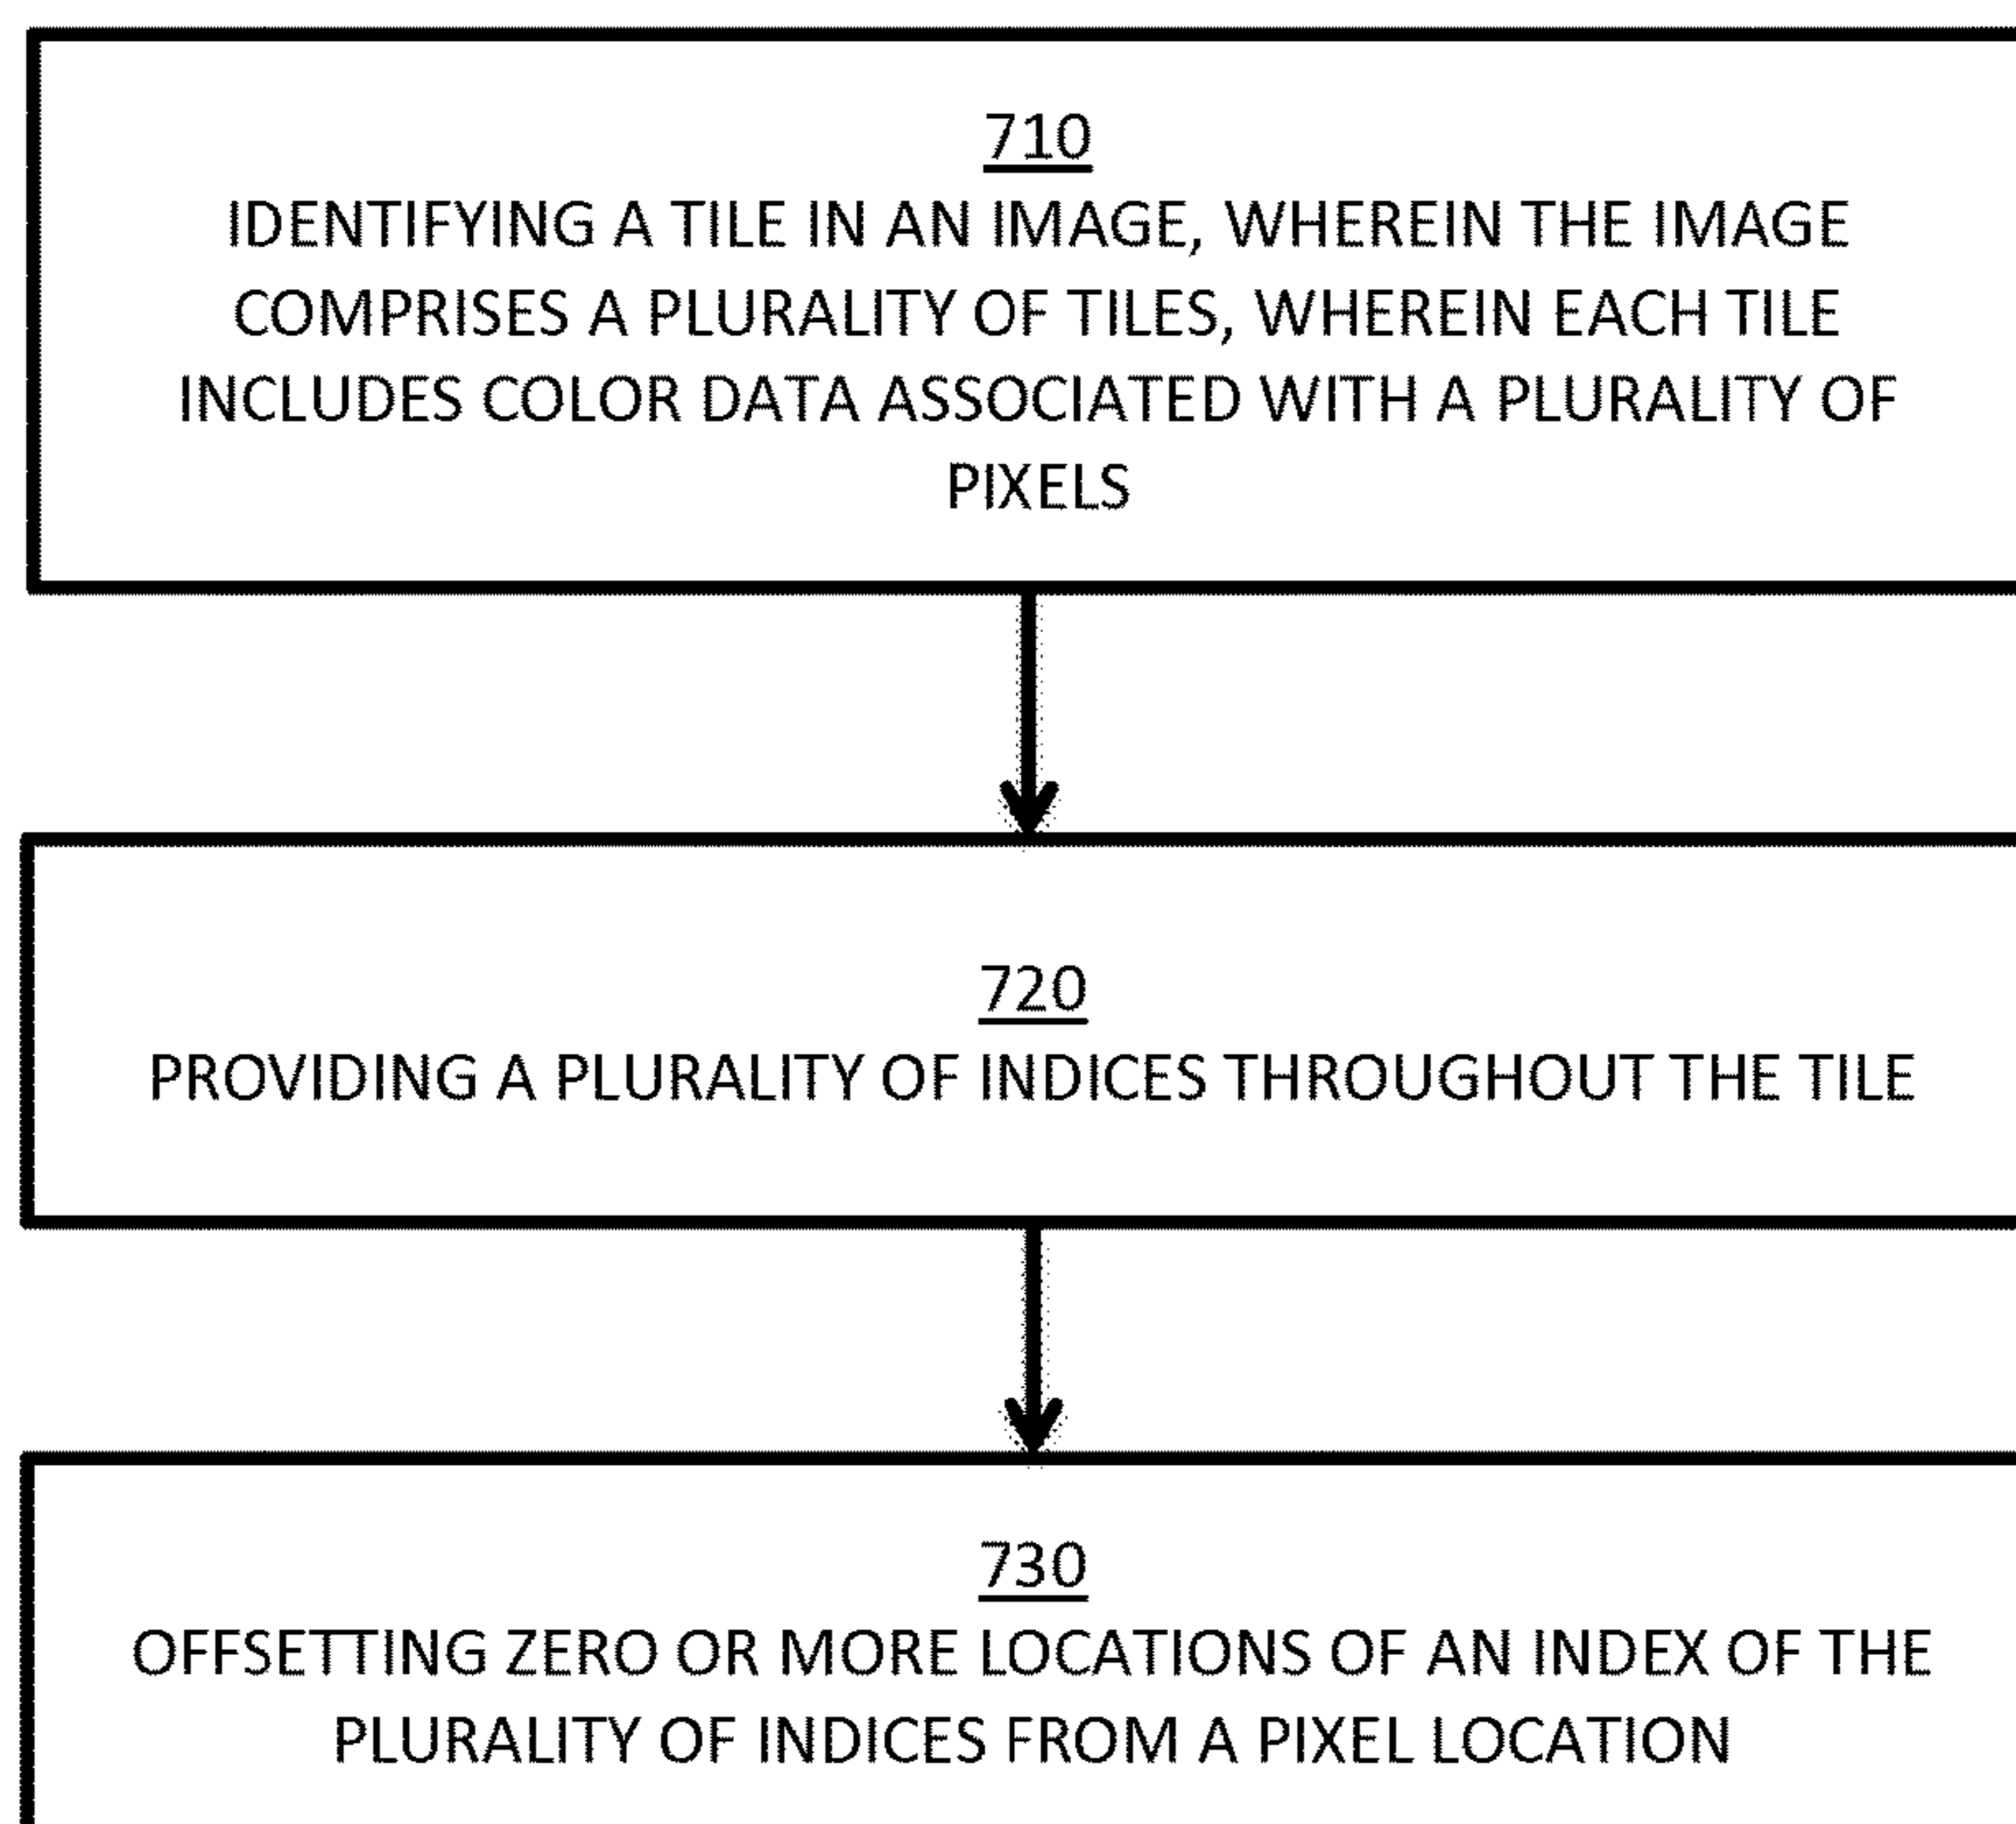 710
IDENTIFYING A TILE IN AN IMAGE, WHEREIN THE IMAGE
COMPRISES A PLURALITY OF TILES, WHEREIN EACH TILE
INCLUDES COLOR DATA ASSOCIATED WITH A PLURALITY OF
PIXELS
720
PROVIDING A PLURALITY OF INDICES THROUGHOUT THE TILE
730
OFFSETTING ZERO OR MORE LOCATIONS OF AN INDEX OF THE
PLURALITY OF INDICES FROM A PIXEL LOCATION